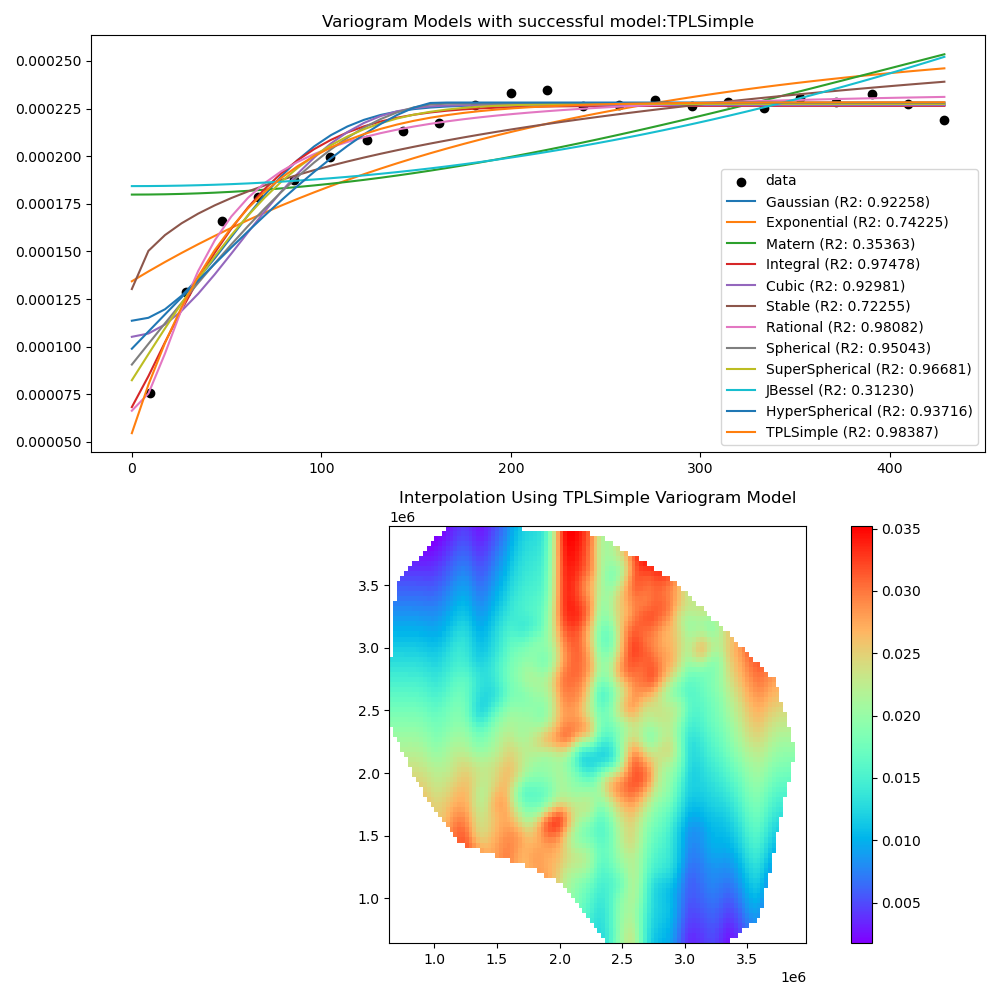 Variogram Models with successful model:TPLSimple
0.000250
0.000225
0.000200
0.000175
0.000150
0.000125
0.000100
0.000075
0.000050
0 100 200 300 400
data
Gaussian (R2: 0.92258)
Exponential (R2: 0.74225)
Matern (R2: 0.35363)
Integral (R2: 0.97478)
Cubic (R2: 0.92981)
Stable (R2: 0.72255)
Rational (R2: 0.98082)
Spherical (R2: 0.95043)
SuperSpherical (R2: 0.96681)
JBessel (R2: 0.31230)
HyperSpherical (R2: 0.93716)
TPLSimple (R2: 0.98387)
Interpolation Using TPLSimple Variogram Model
1e6
3.5
3.0
2.5
2.0
1.5
1.0
1.0 1.5 2.0 2.5 3.0 3.5
1e6
0.035
0.030
0.025
0.020
0.015
0.010
0.005